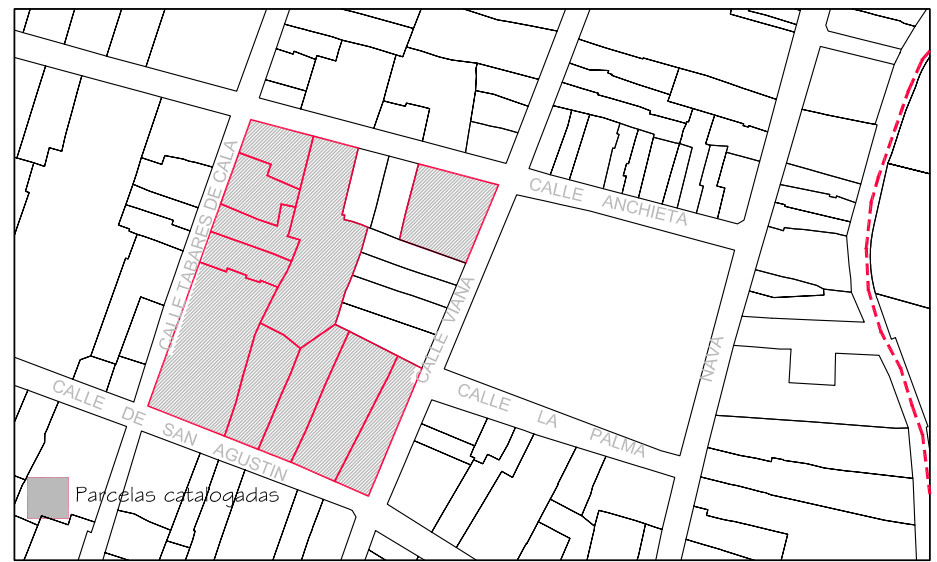 CALLE TABARES DE CALA
CALLE ANCHIETA
CALLE VIANA
NAVA
CALLE LA PALMA
CALLE DE SAN AGUSTIN
Parcelas catalogadas